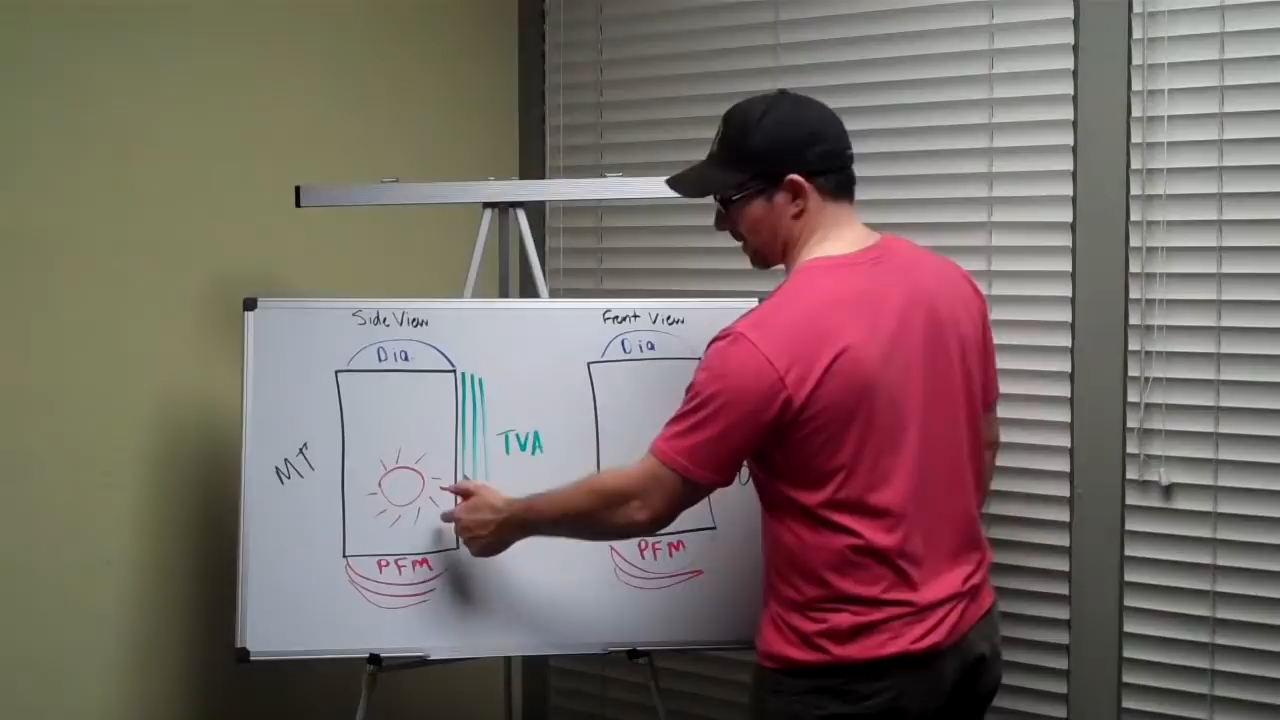 Side View
Dia.
MT
TVA
PFM
Front View
Dia
PFM